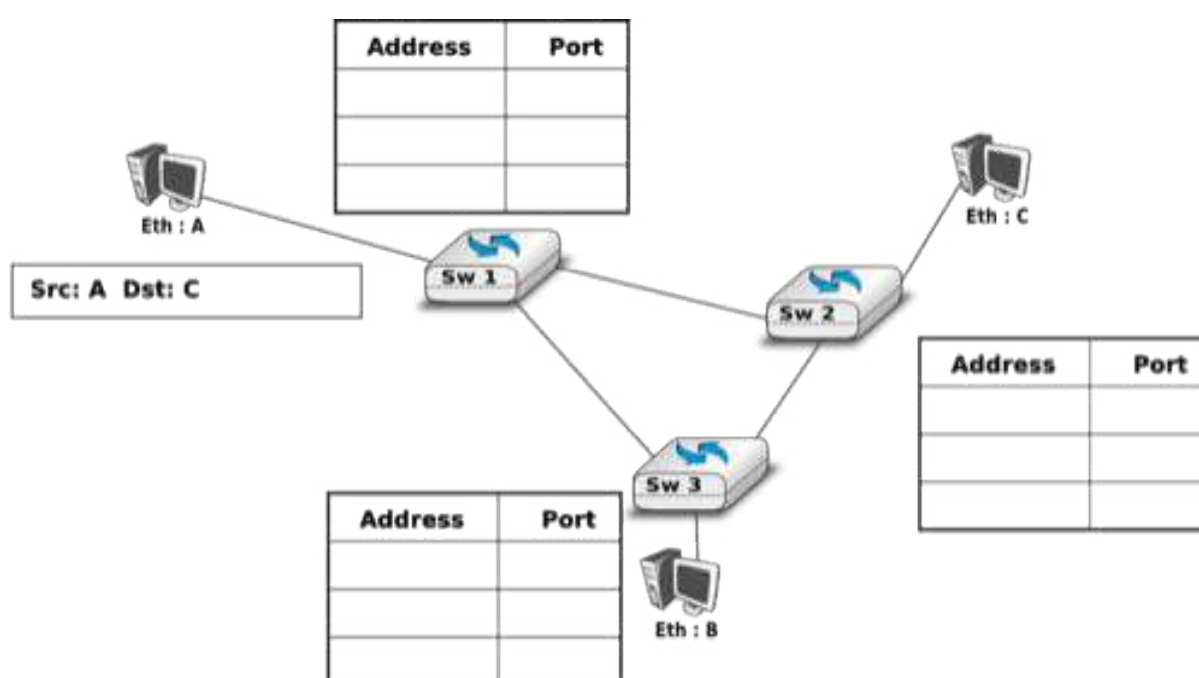 Address Port
Eth : A
Eth : C
Src: A Dst: C
Sw 1
Sw 2
Address Port
Sw 3
Address Port
Eth : B